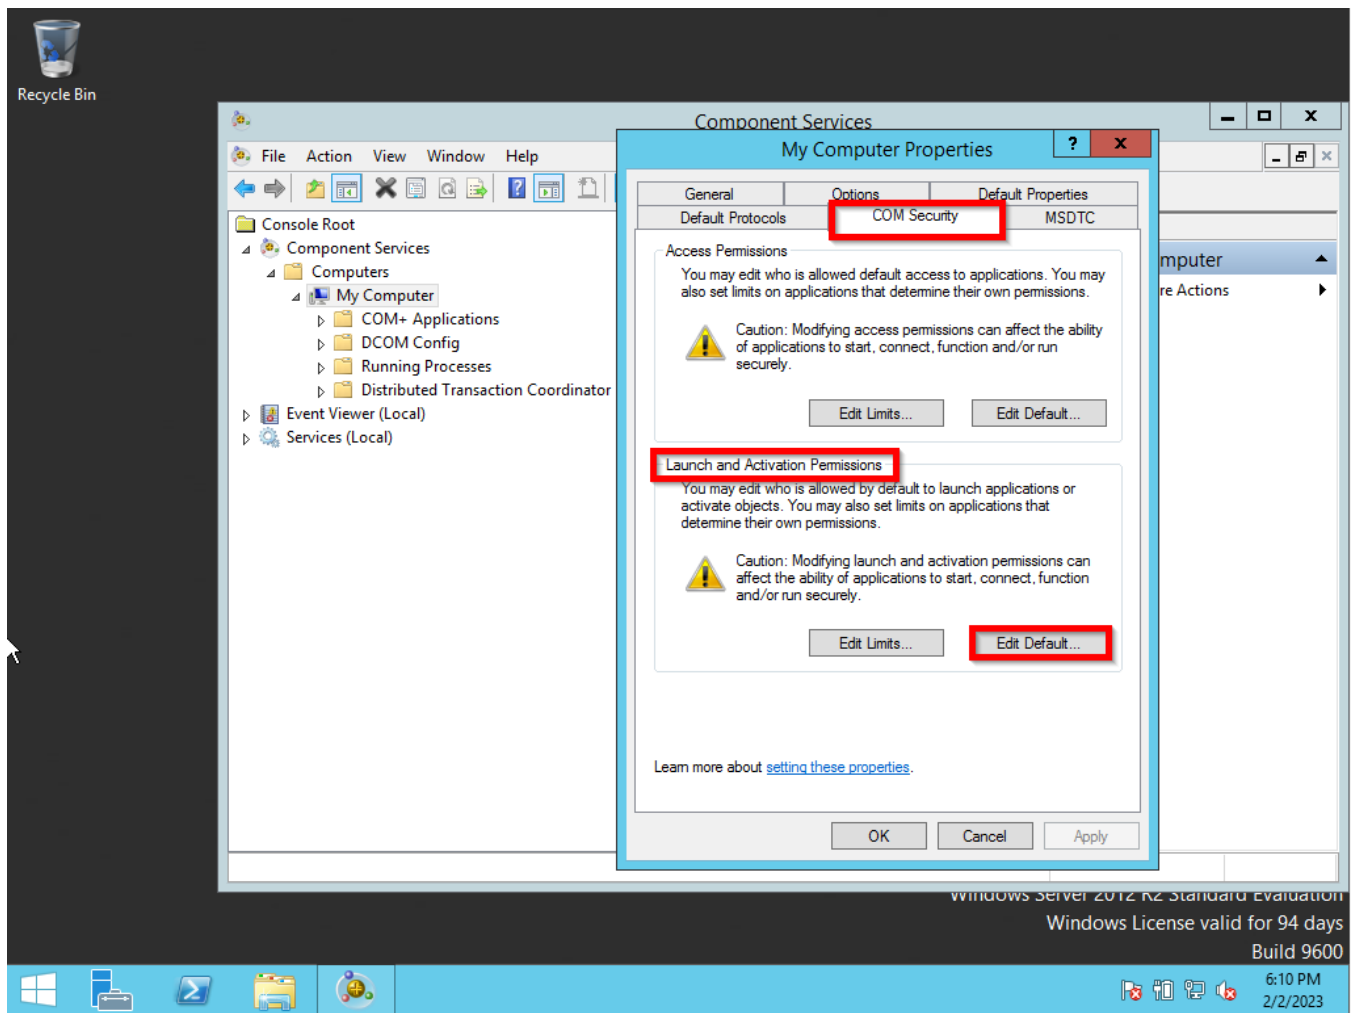 Recycle Bin
Component Services
File Action View Window Help
Console Root
Component Services
Computers
My Computer
COM+ Applications
DCOM Config
Running Processes
Distributed Transaction Coordinator
Event Viewer (Local)
Services (Local)
My Computer Properties
? x
General Options Default Properties
Default Protocols COM Security MSDTC
Access Permissions
You may edit who is allowed default access to applications. You may
also set limits on applications that determine their own permissions.
Caution: Modifying access permissions can affect the ability
of applications to start, connect, function and/or run
securely.
Edit Limits... Edit Default...
Launch and Activation Permissions
You may edit who is allowed by default to launch applications or
activate objects. You may also set limits on applications that
determine their own permissions.
Caution: Modifying launch and activation permissions can
affect the ability of applications to start, connect, function
and/or run securely.
Edit Limits... Edit Default...
Learn more about setting these properties.
OK Cancel Apply
mputer
re Actions
Windows Server 2012 R2 Standard Evaluation
Windows License valid for 94 days
Build 9600
6:10 PM
2/2/2023